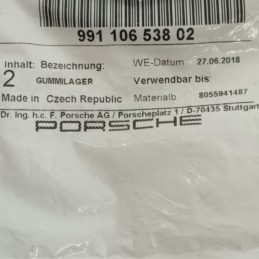 991 106 538 02
Inhalt: Bezeichnung: WE-Datum 27.06.2018
2 GUMMILAGER Verwendbar bis:
Made in Czech Republic Materialb. 8055941487
Dr. Ing. h.c. F. Porsche AG / Porscheplatz 1 / D-70435 Stuttgart
PORSCHE